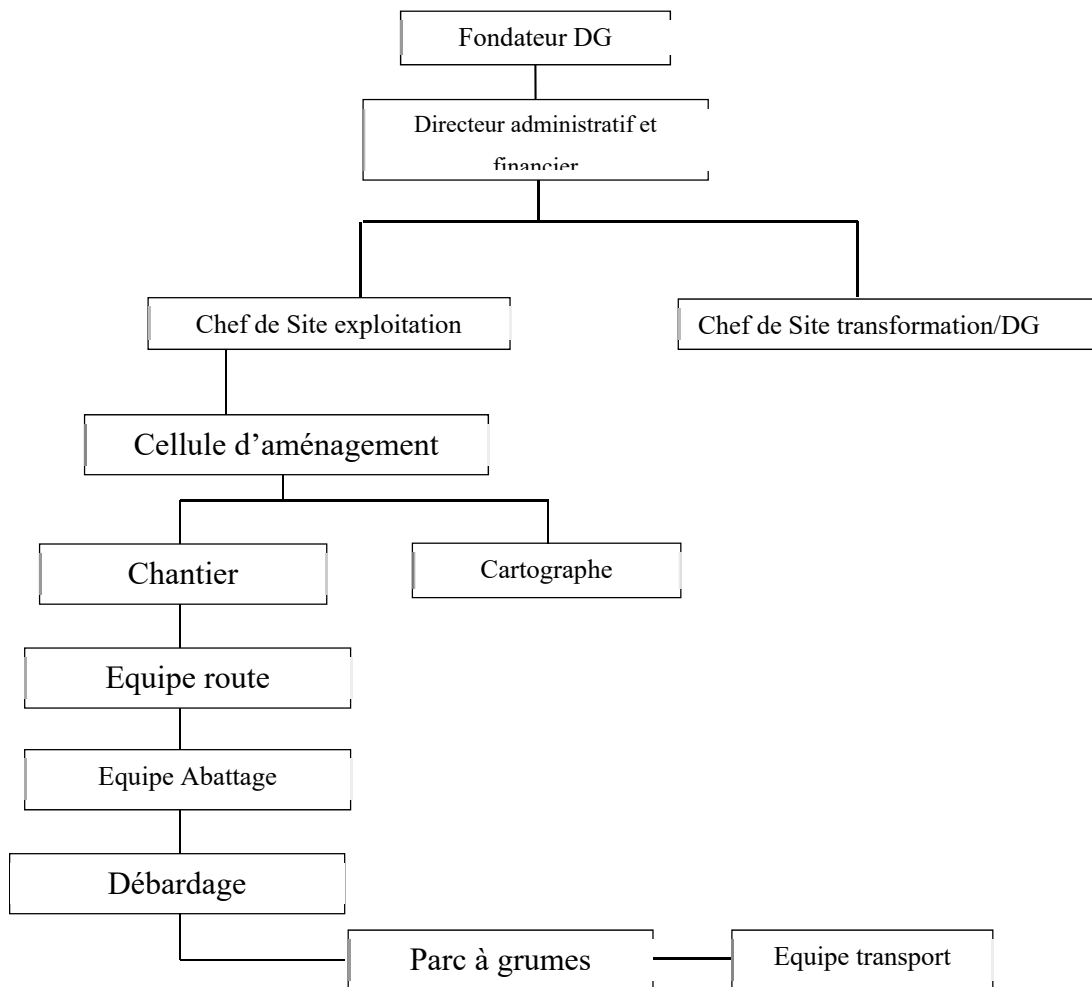 Fondateur DG
Directeur administratif et
financier
Chef de Site exploitation
Chef de Site transformation/DG
Cellule d’aménagement
Chantier
Cartographe
Equipe route
Equipe Abattage
Débardage
Parc à grumes
Equipe transport